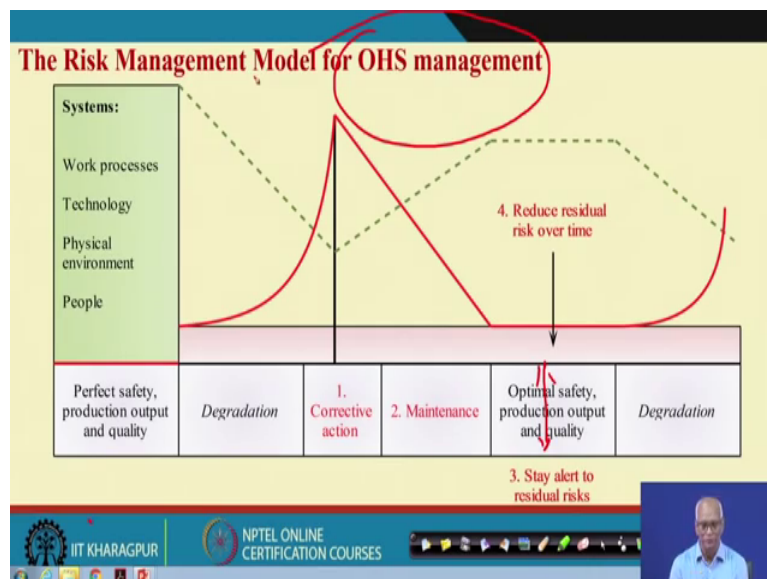 The Risk Management Model for OHS management
Systems:
Work processes
Technology
Physical
environment
People
4. Reduce residual
risk over time
Perfect safety,
production output
and quality
Degradation
1.
Corrective
action
2. Maintenance
Optimal safety,
production output
and quality
Degradation
3. Stay alert to
residual risks
IIT KHARAGPUR
NPTEL ONLINE
CERTIFICATION COURSES